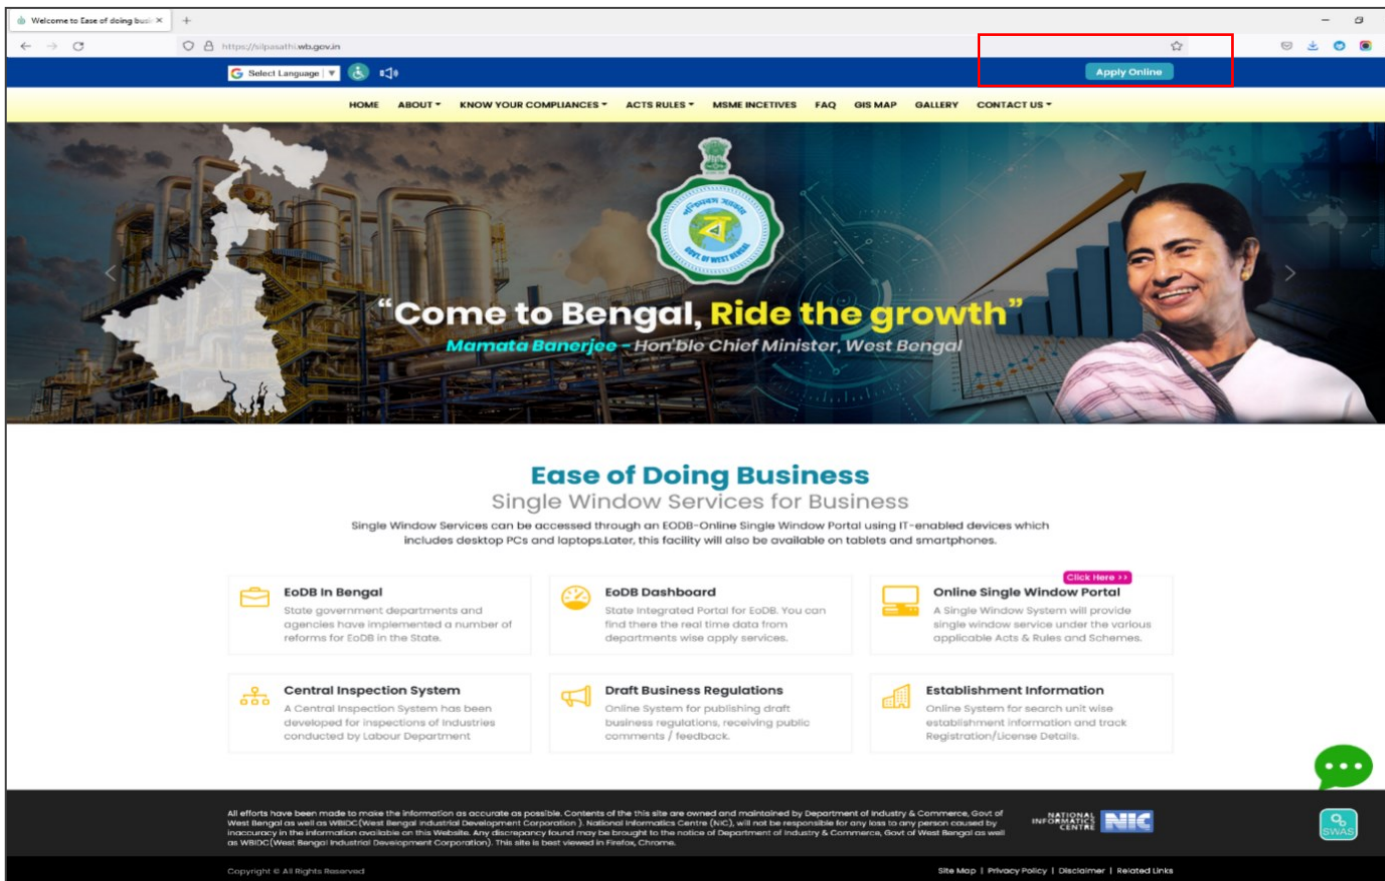 Welcome to Ease of doing busi
https://silpasathi.wb.gov.in
Select Language
Apply Online
HOME ABOUT KNOW YOUR COMPLIANCES ACTS RULES MSME INCETIVES FAQ GIS MAP GALLERY CONTACT US
পশ্চিমবঙ্গ সরকার
ব
GOVT. OF WEST BENGAL
“Come to Bengal, Ride the growth”
Mamata Banerjee - Hon'ble Chief Minister, West Bengal
Ease of Doing Business
Single Window Services for Business
Single Window Services can be accessed through an EODB-Online Single Window Portal using IT-enabled devices which
includes desktop PCs and laptops.Later, this facility will also be available on tablets and smartphones.
EoDB In Bengal
State government departments and
agencies have implemented a number of
reforms for EoDB in the State.
EoDB Dashboard
State Integrated Portal for EoDB. You can
find there the real time data from
departments wise apply services.
Click Here >>
Online Single Window Portal
A Single Window System will provide
single window service under the various
applicable Acts & Rules and Schemes.
Central Inspection System
A Central Inspection System has been
developed for inspections of Industries
conducted by Labour Department
Draft Business Regulations
Online System for publishing draft
business regulations, receiving public
comments / feedback.
Establishment Information
Online System for search unit wise
establishment information and track
Registration/License Details.
All efforts have been made to make the information as accurate as possible. Contents of the this site are owned and maintained by Department of Industry & Commerce, Govt of
West Bengal as well as WBIDC(West Bengal Industrial Development Corporation ). National Informatics Centre (NIC), will not be responsible for any loss to any person caused by
inaccuracy in the information available on this Website. Any discrepancy found may be brought to the notice of Department of Industry & Commerce, Govt of West Bengal as well
as WBIDC(West Bengal Industrial Development Corporation). This site is best viewed in Firefox, Chrome.
NATIONAL
INFORMATICS
CENTRE
NIC
SWAS
Copyright © All Rights Reserved
Site Map | Privacy Policy | Disclaimer | Related Links